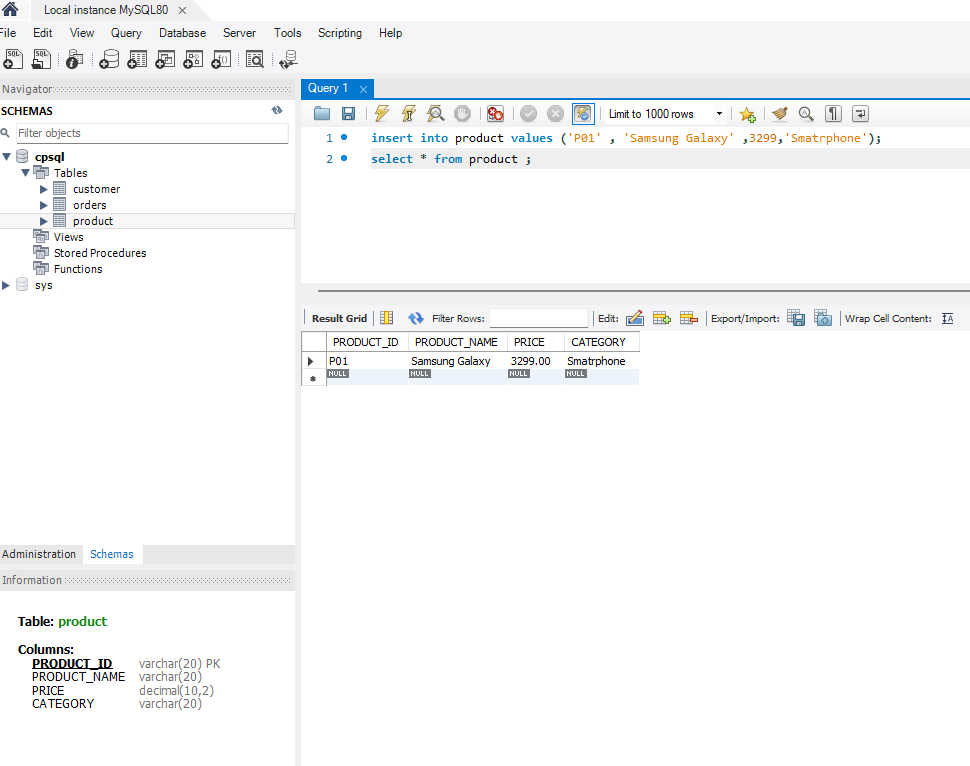 Local instance MySQL80
File Edit View Query Database Server Tools Scripting Help
Navigator
SCHEMAS
Filter objects
cpsql
Tables
customer
orders
product
Views
Stored Procedures
Functions
sys
Administration Schemas
Information
Table: product
Columns:
PRODUCT_ID varchar(20) PK
PRODUCT_NAME varchar(20)
PRICE decimal(10,2)
CATEGORY varchar(20)
Query 1
Limit to 1000 rows
1 insert into product values ('P01' , 'Samsung Galaxy' ,3299,'Smatrphone');
2 select * from product ;
Result Grid Filter Rows: Edit: Export/Import: Wrap Cell Content:
PRODUCT_ID PRODUCT_NAME PRICE CATEGORY
P01 Samsung Galaxy 3299.00 Smatrphone
NULL NULL NULL NULL